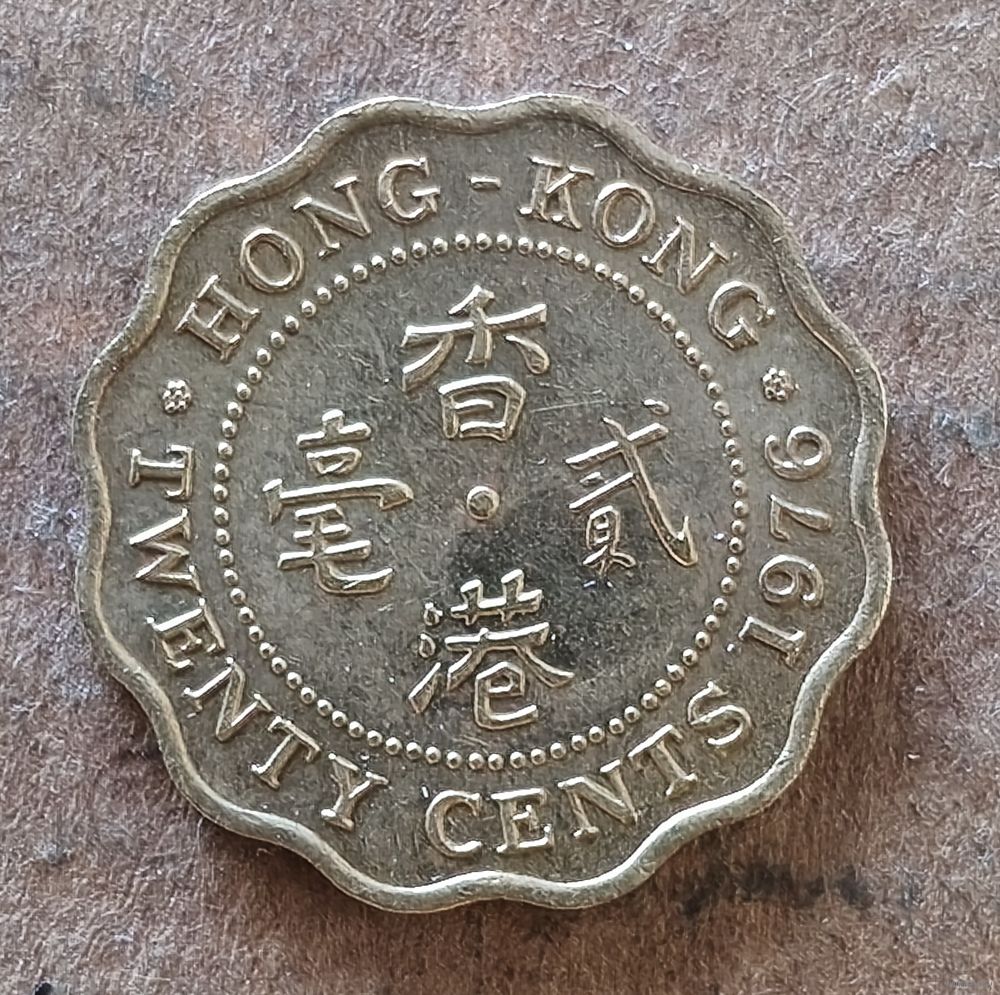 HONG - KONG
香
毫 貳
港
TWENTY CENTS 1976